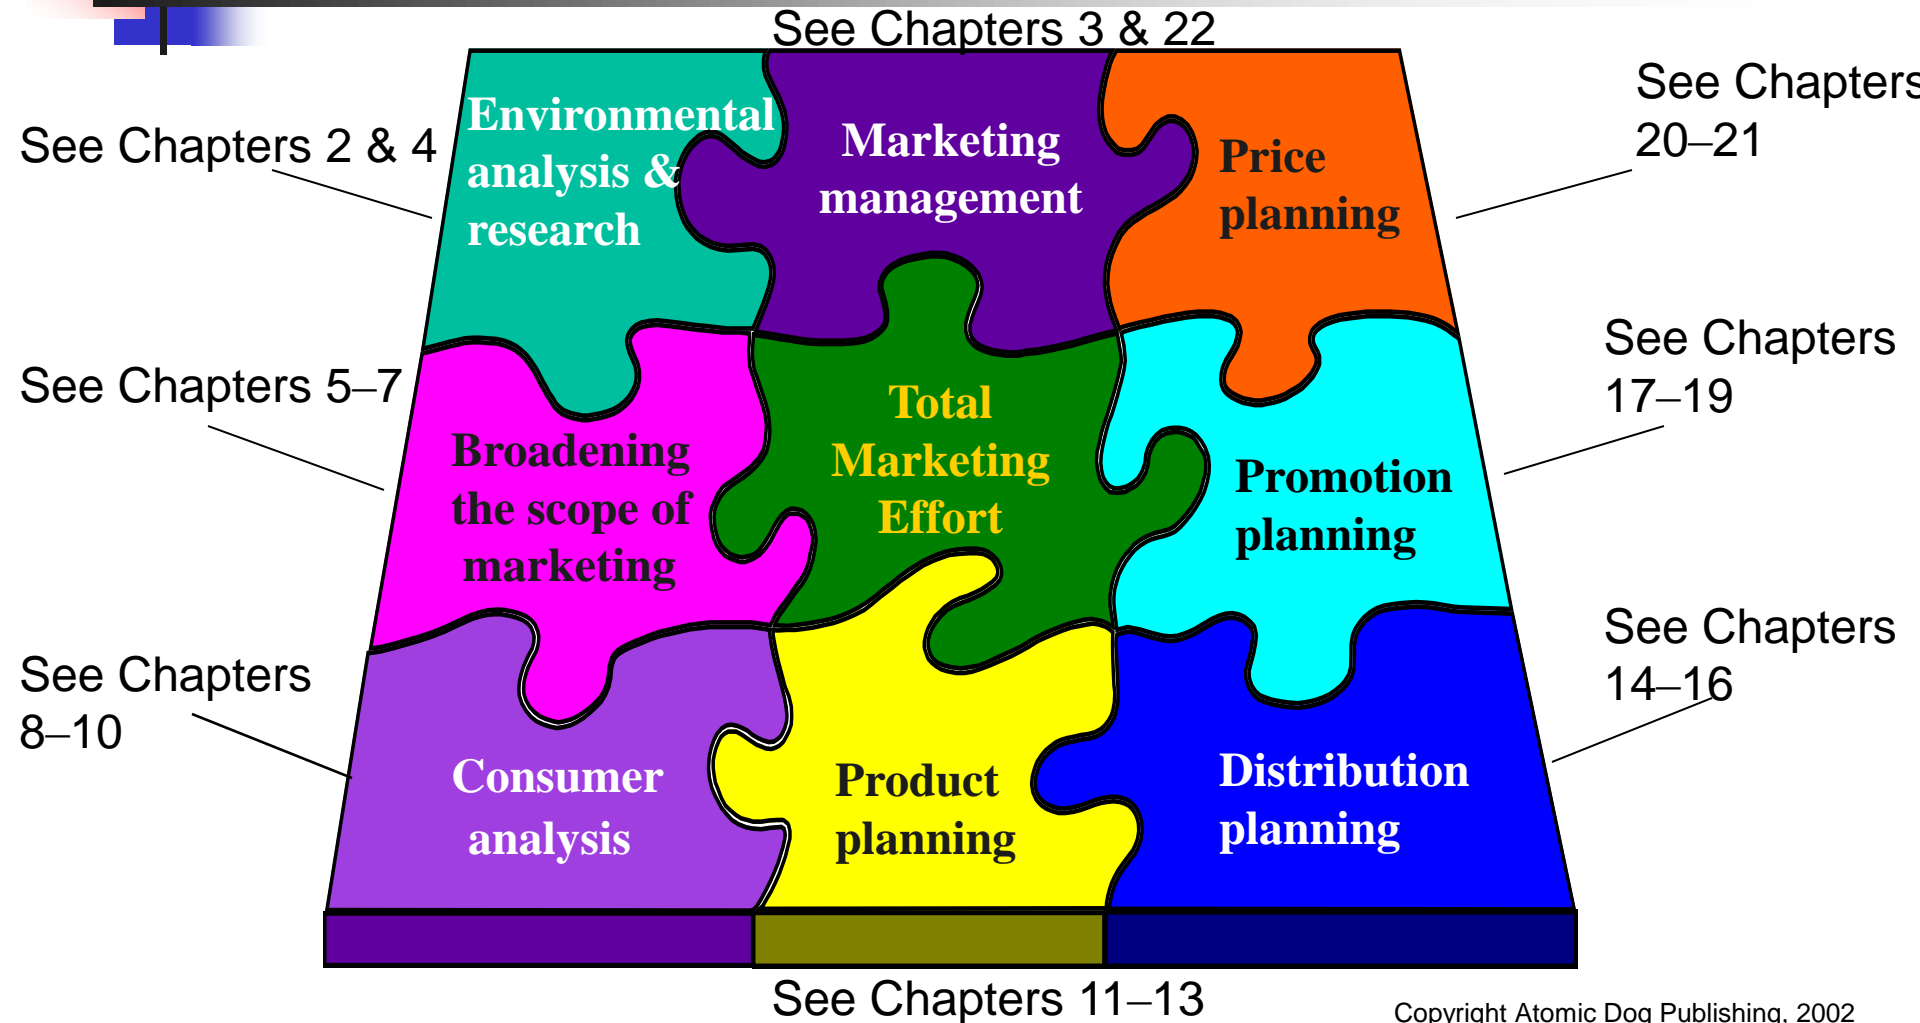 See Chapters 3 & 22
See Chapters 2 & 4
Environmental
analysis &
research
Marketing
management
Price
planning
See Chapters
20–21
See Chapters 5–7
Broadening
the scope of
marketing
Total
Marketing
Effort
Promotion
planning
See Chapters
17–19
See Chapters
8–10
Consumer
analysis
Product
planning
Distribution
planning
See Chapters
14–16
See Chapters 11–13
Copyright Atomic Dog Publishing, 2002